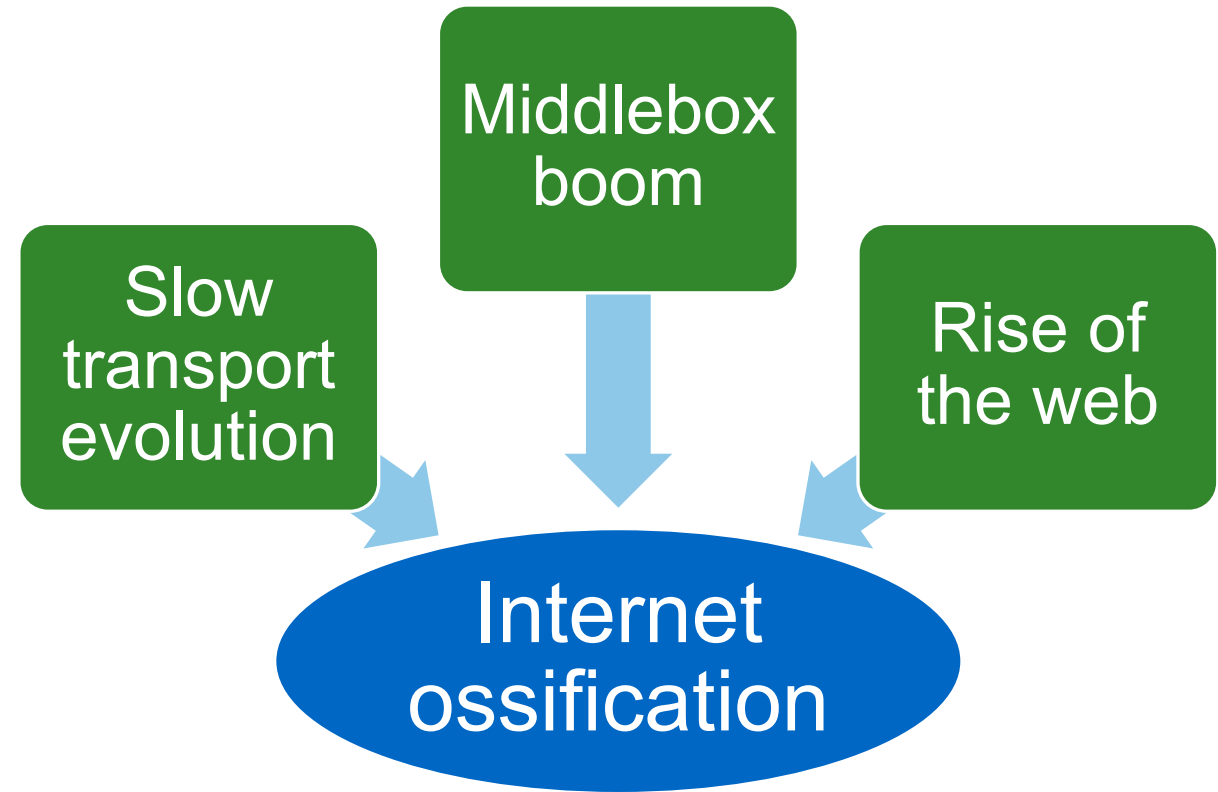 Middlebox
boom
Slow
transport
evolution
Rise of
the web
Internet
ossification